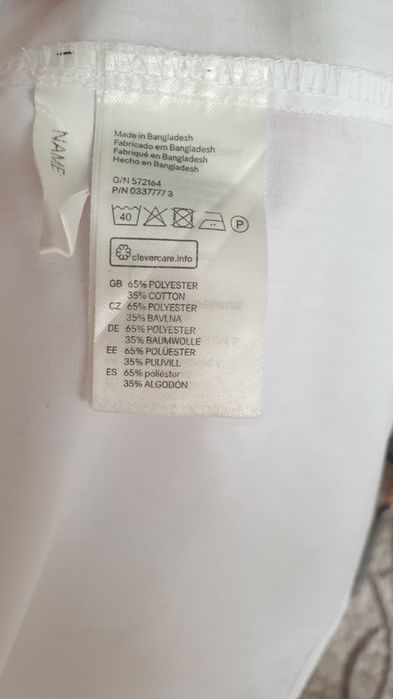 NAME
Made in Bangladesh
Fabricado em Bangladesh
Fabriqué en Bangladesh
Hecho en Bangladesh
O/N 572164
P/N 0337777 3
40 P
clevercare.info
GB 65% POLYESTER
35% COTTON
CZ 65% POLYESTER
35% BAVLNA
DE 65% POLYESTER
35% BAUMWOLLE
EE 65% POLÜESTER
35% PUUVILL
ES 65% poliéster
35% ALGODÓN